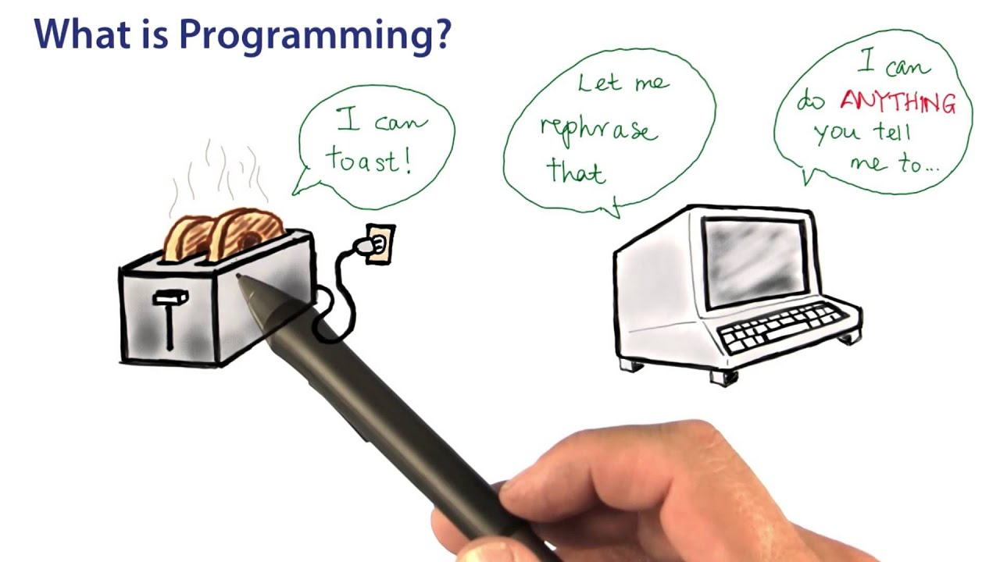 What is Programming?
I can
toast!
Let me
rephrase
that
I can
do ANYTHING
you tell
me to...